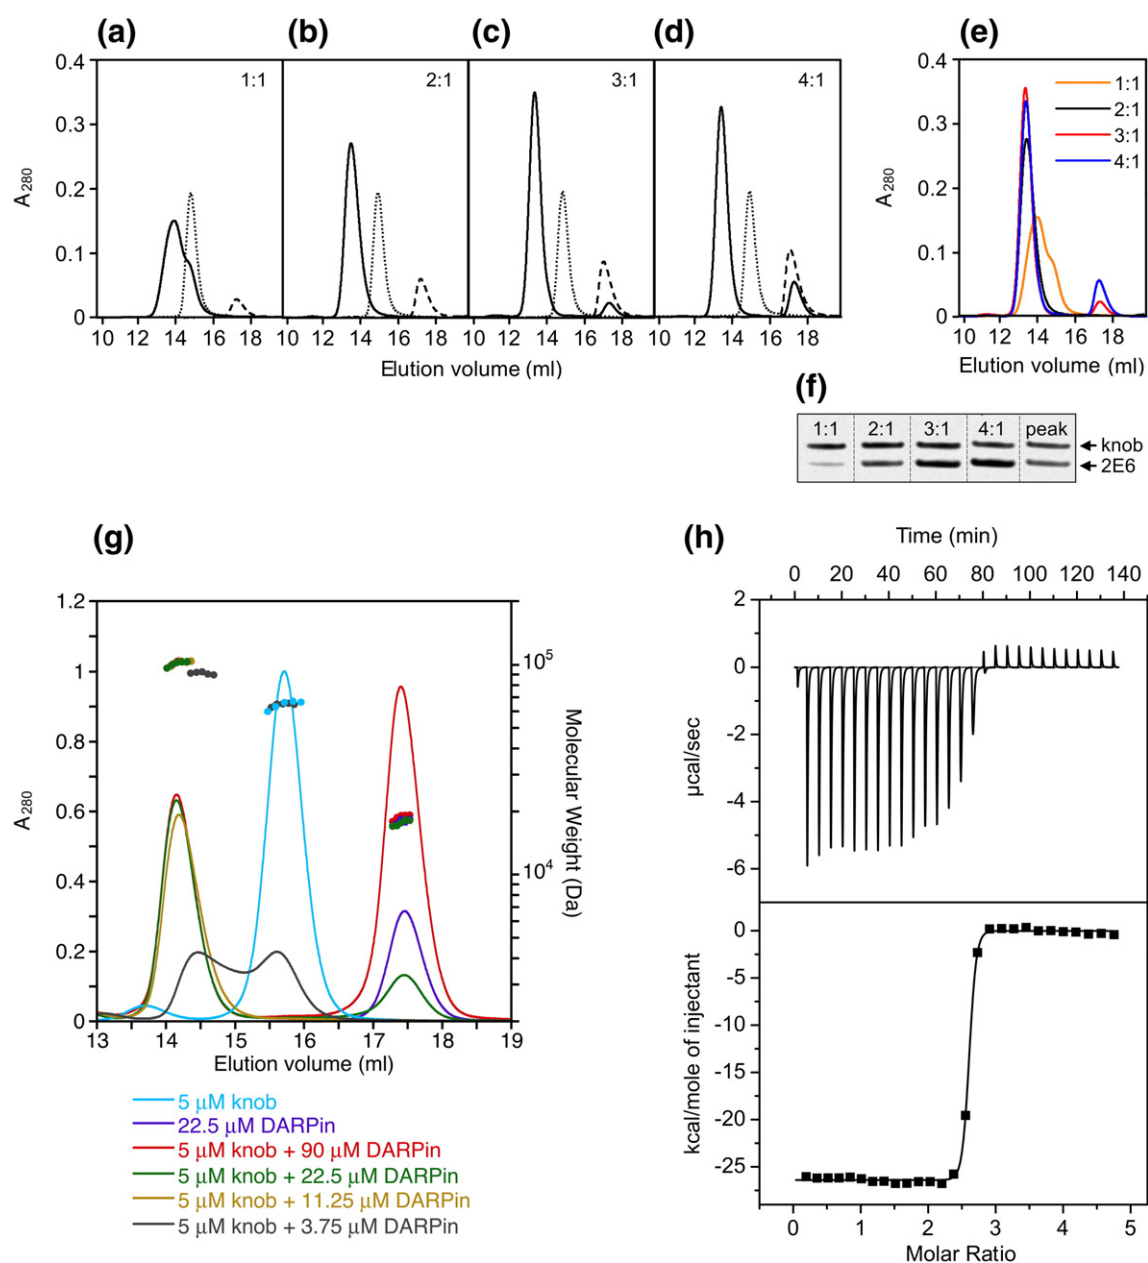 (a)
(b)
(c)
(d)
(e)
0.4
0.3
0.2
0.1
0
A280
1:1
2:1
3:1
4:1
10 12 14 16 18
10 12 14 16 18
10 12 14 16 18
10 12 14 16 18
Elution volume (ml)
0.4
0.3
0.2
0.1
0
A280
1:1
2:1
3:1
4:1
10 12 14 16 18
Elution volume (ml)
(f)
1:1 2:1 3:1 4:1 peak
knob
2E6
(g)
1.2
1
0.8
0.6
0.4
0.2
0
A280
10^5
10^4
Molecular Weight (Da)
13 14 15 16 17 18 19
Elution volume (ml)
5 μM knob
22.5 μM DARPin
5 μM knob + 90 μM DARPin
5 μM knob + 22.5 μM DARPin
5 μM knob + 11.25 μM DARPin
5 μM knob + 3.75 μM DARPin
(h)
Time (min)
0 20 40 60 80 100 120 140
2
0
-2
-4
-6
μcal/sec
0
-5
-10
-15
-20
-25
kcal/mole of injectant
0 1 2 3 4 5
Molar Ratio